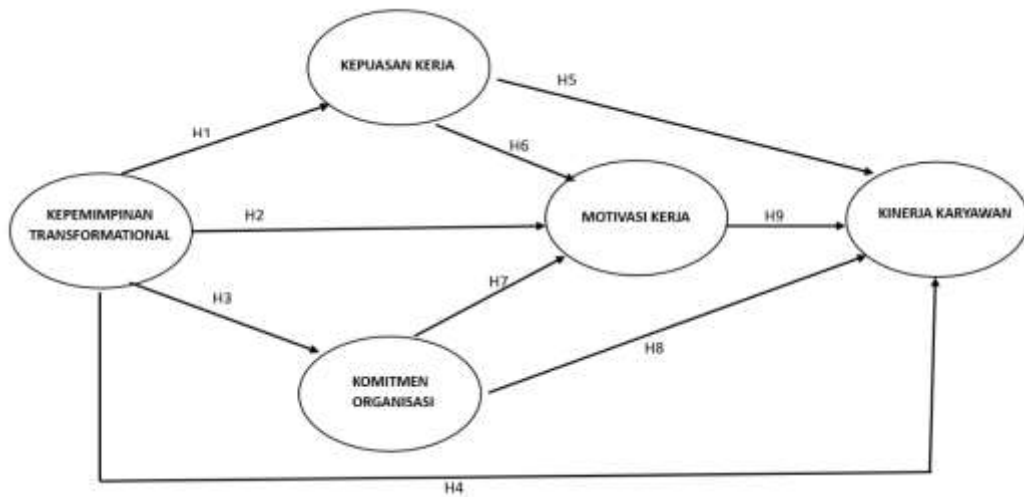 KEPUASAN KERJA
H5
H1
H6
KEPEMIMPINAN
TRANSFORMATIONAL
H2
MOTIVASI KERJA
H9
KINERJA KARYAWAN
H3
H7
H8
KOMITMEN
ORGANISASI
H4